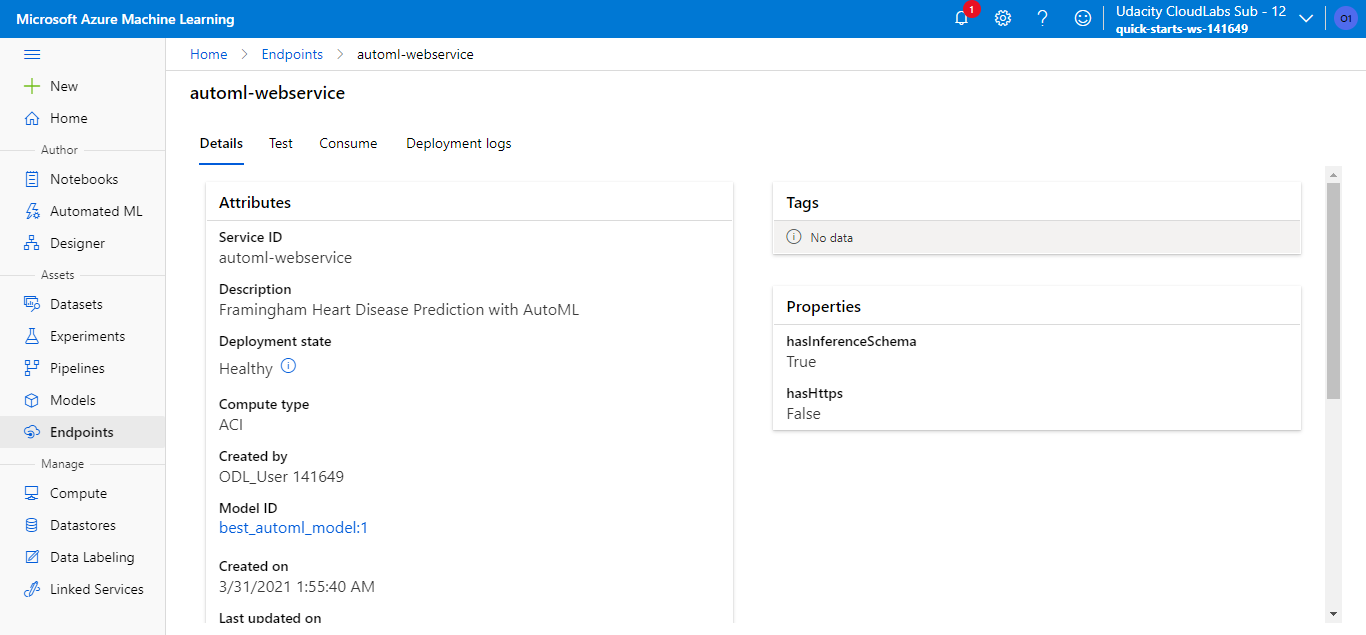 Microsoft Azure Machine Learning
1
Udacity CloudLabs Sub - 12
quick-starts-ws-141649
O1
Home > Endpoints > automl-webservice
New
Home
Author
Notebooks
Automated ML
Designer
Assets
Datasets
Experiments
Pipelines
Models
Endpoints
Manage
Compute
Datastores
Data Labeling
Linked Services
automl-webservice
Details Test Consume Deployment logs
Attributes
Service ID
automl-webservice
Description
Framingham Heart Disease Prediction with AutoML
Deployment state
Healthy
Compute type
ACI
Created by
ODL_User 141649
Model ID
best_automl_model:1
Created on
3/31/2021 1:55:40 AM
Last updated on
Tags
No data
Properties
hasInferenceSchema
True
hasHttps
False